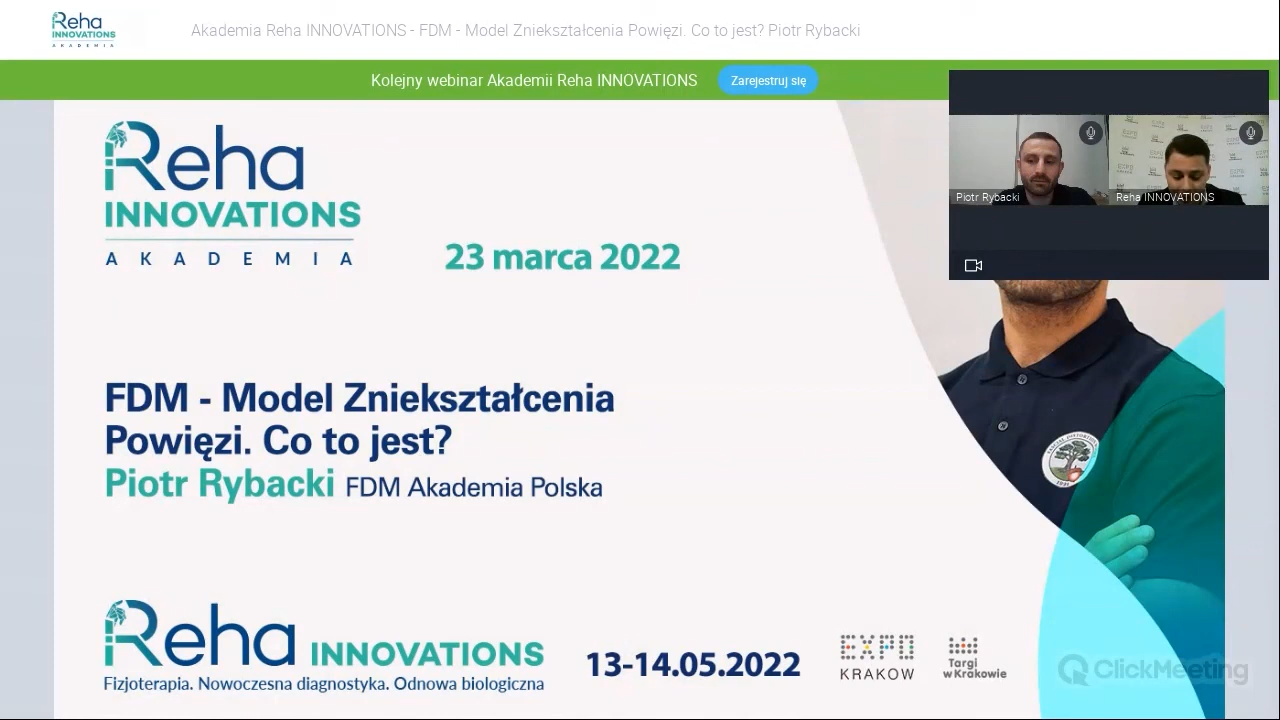 Reha
INNOVATIONS
AKADEMIA
Akademia Reha INNOVATIONS - FDM - Model Zniekształcenia Powięzi. Co to jest? Piotr Rybacki
Kolejny webinar Akademii Reha INNOVATIONS
Zarejestruj się
Reha
INNOVATIONS
AKADEMIA
23 marca 2022
Piotr Rybacki
Reha INNOVATIONS
FDM - Model Zniekształcenia
Powięzi. Co to jest?
Piotr Rybacki FDM Akademia Polska
Reha INNOVATIONS
Fizjoterapia. Nowoczesna diagnostyka. Odnowa biologiczna
13-14.05.2022
EXPO
KRAKOW
Targi
w Krakowie
ClickMeeting